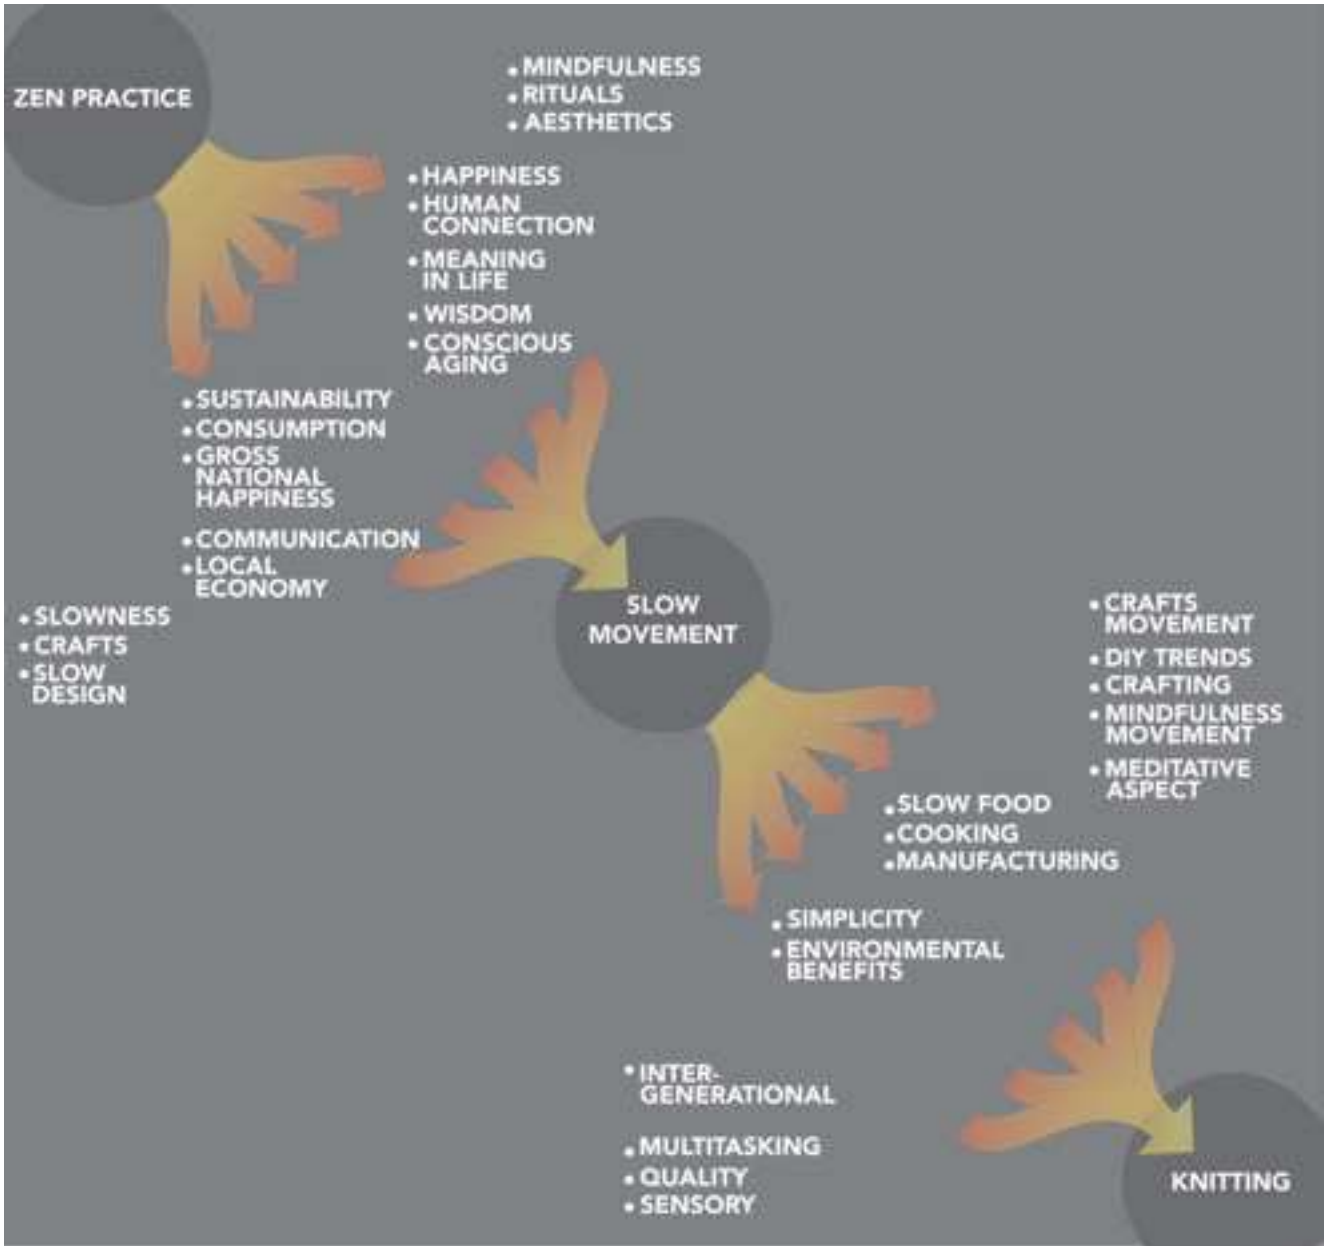 ZEN PRACTICE
• MINDFULNESS
• RITUALS
• AESTHETICS
• HAPPINESS
• HUMAN
CONNECTION
• MEANING
IN LIFE
• WISDOM
• CONSCIOUS
AGING
• SUSTAINABILITY
• CONSUMPTION
• GROSS
NATIONAL
HAPPINESS
• COMMUNICATION
• LOCAL
ECONOMY
• SLOWNESS
• CRAFTS
• SLOW
DESIGN
SLOW
MOVEMENT
• CRAFTS
MOVEMENT
• DIY TRENDS
• CRAFTING
• MINDFULNESS
MOVEMENT
• MEDITATIVE
ASPECT
• SLOW FOOD
• COOKING
• MANUFACTURING
• SIMPLICITY
• ENVIRONMENTAL
BENEFITS
• INTER-
GENERATIONAL
• MULTITASKING
• QUALITY
• SENSORY
KNITTING